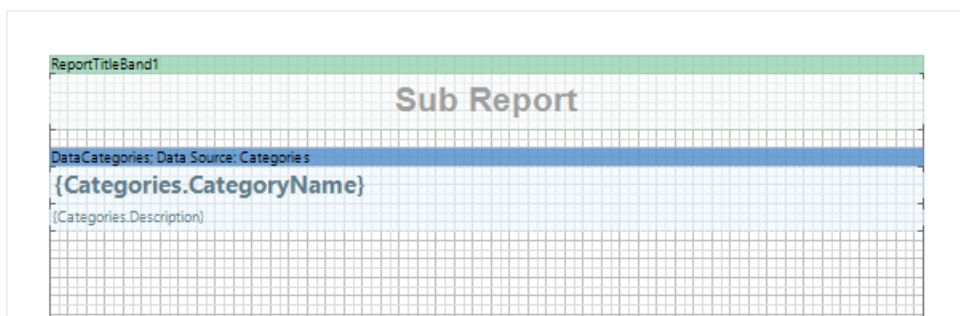 ReportTitleBand1
Sub Report
DataCategories; Data Source: Categories
{Categories.CategoryName}
{Categories.Description}